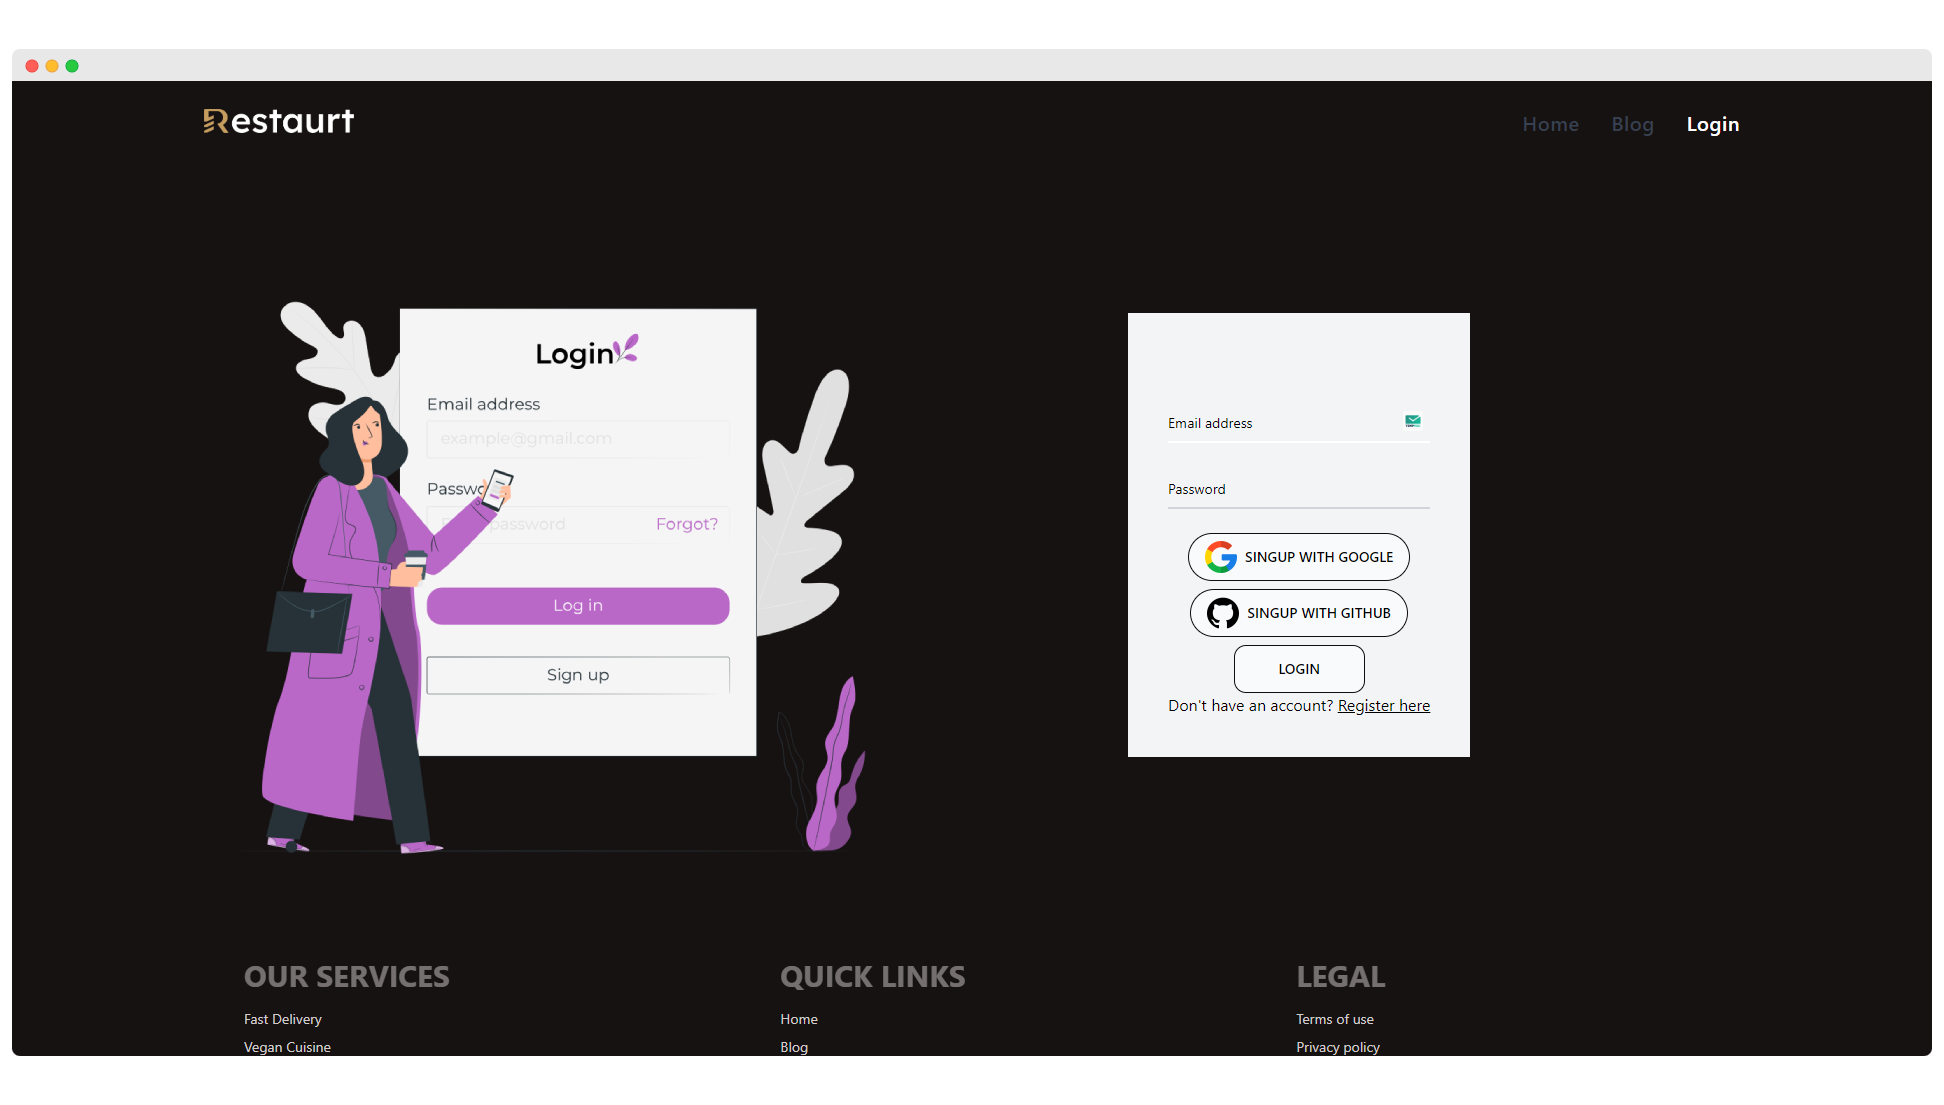 Restaurt
Home Blog Login
Login
Email address
example@gmail.com
Passwo
password
Forgot?
Log in
Sign up
Email address
Password
SINGUP WITH GOOGLE
SINGUP WITH GITHUB
LOGIN
Don't have an account? Register here
OUR SERVICES
Fast Delivery
Vegan Cuisine
QUICK LINKS
Home
Blog
LEGAL
Terms of use
Privacy policy